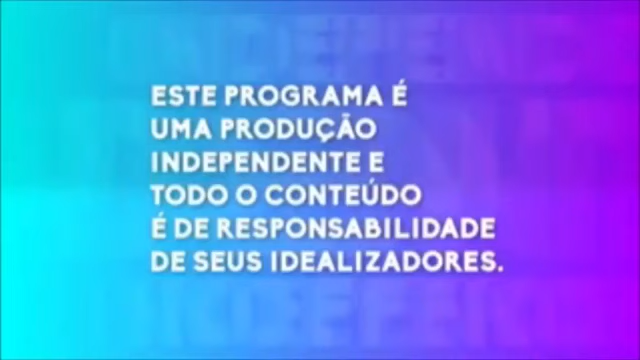 ESTE PROGRAMA É
UMA PRODUÇÃO
INDEPENDENTE E
TODO O CONTEÚDO
É DE RESPONSABILIDADE
DE SEUS IDEALIZADORES.